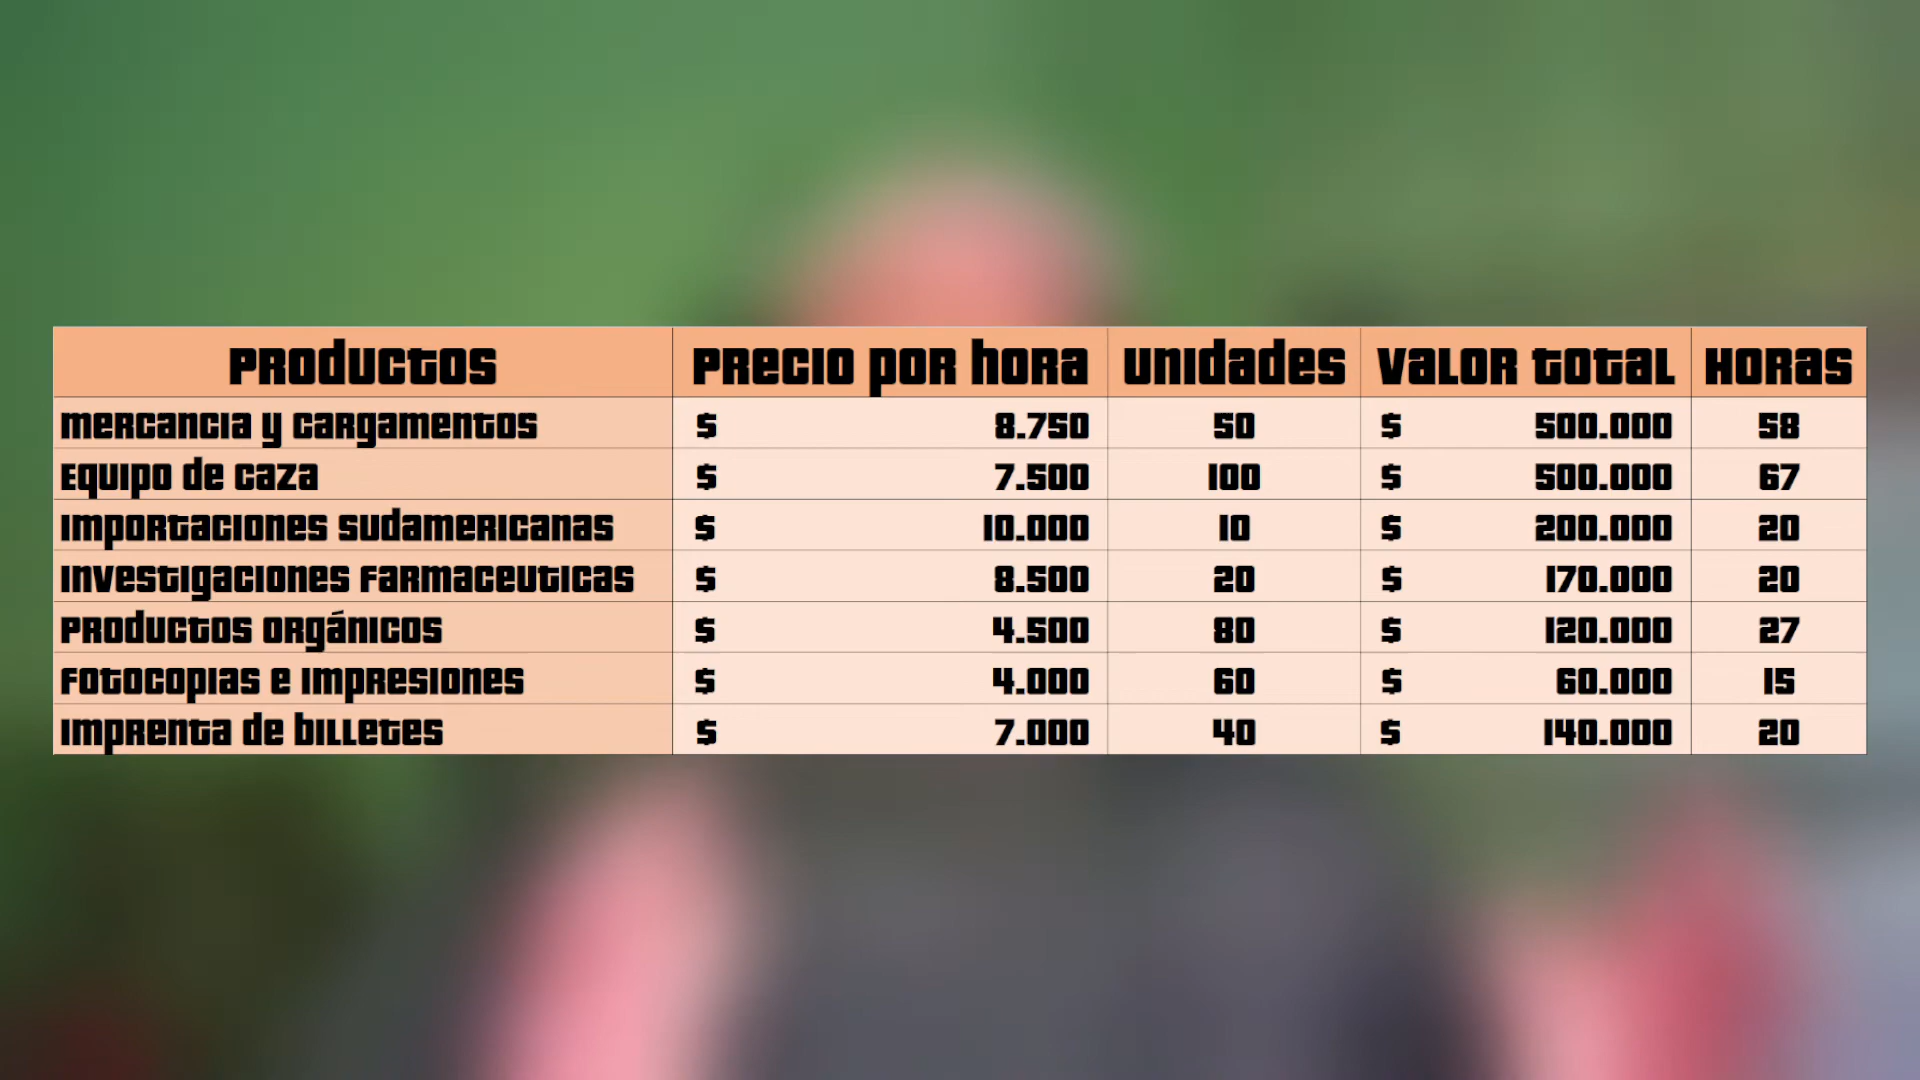 Productos Precio por hora Unidades Valor total Horas
Mercancia y cargamentos $ 8.750 50 $ 500.000 58
Equipo de caza $ 7.500 100 $ 500.000 67
Importaciones sudamericanas $ 10.000 10 $ 200.000 20
Investigaciones farmaceuticas $ 8.500 20 $ 170.000 20
Productos orgánicos $ 4.500 80 $ 120.000 27
Fotocopias e impresiones $ 4.000 60 $ 60.000 15
Imprenta de billetes $ 7.000 40 $ 140.000 20